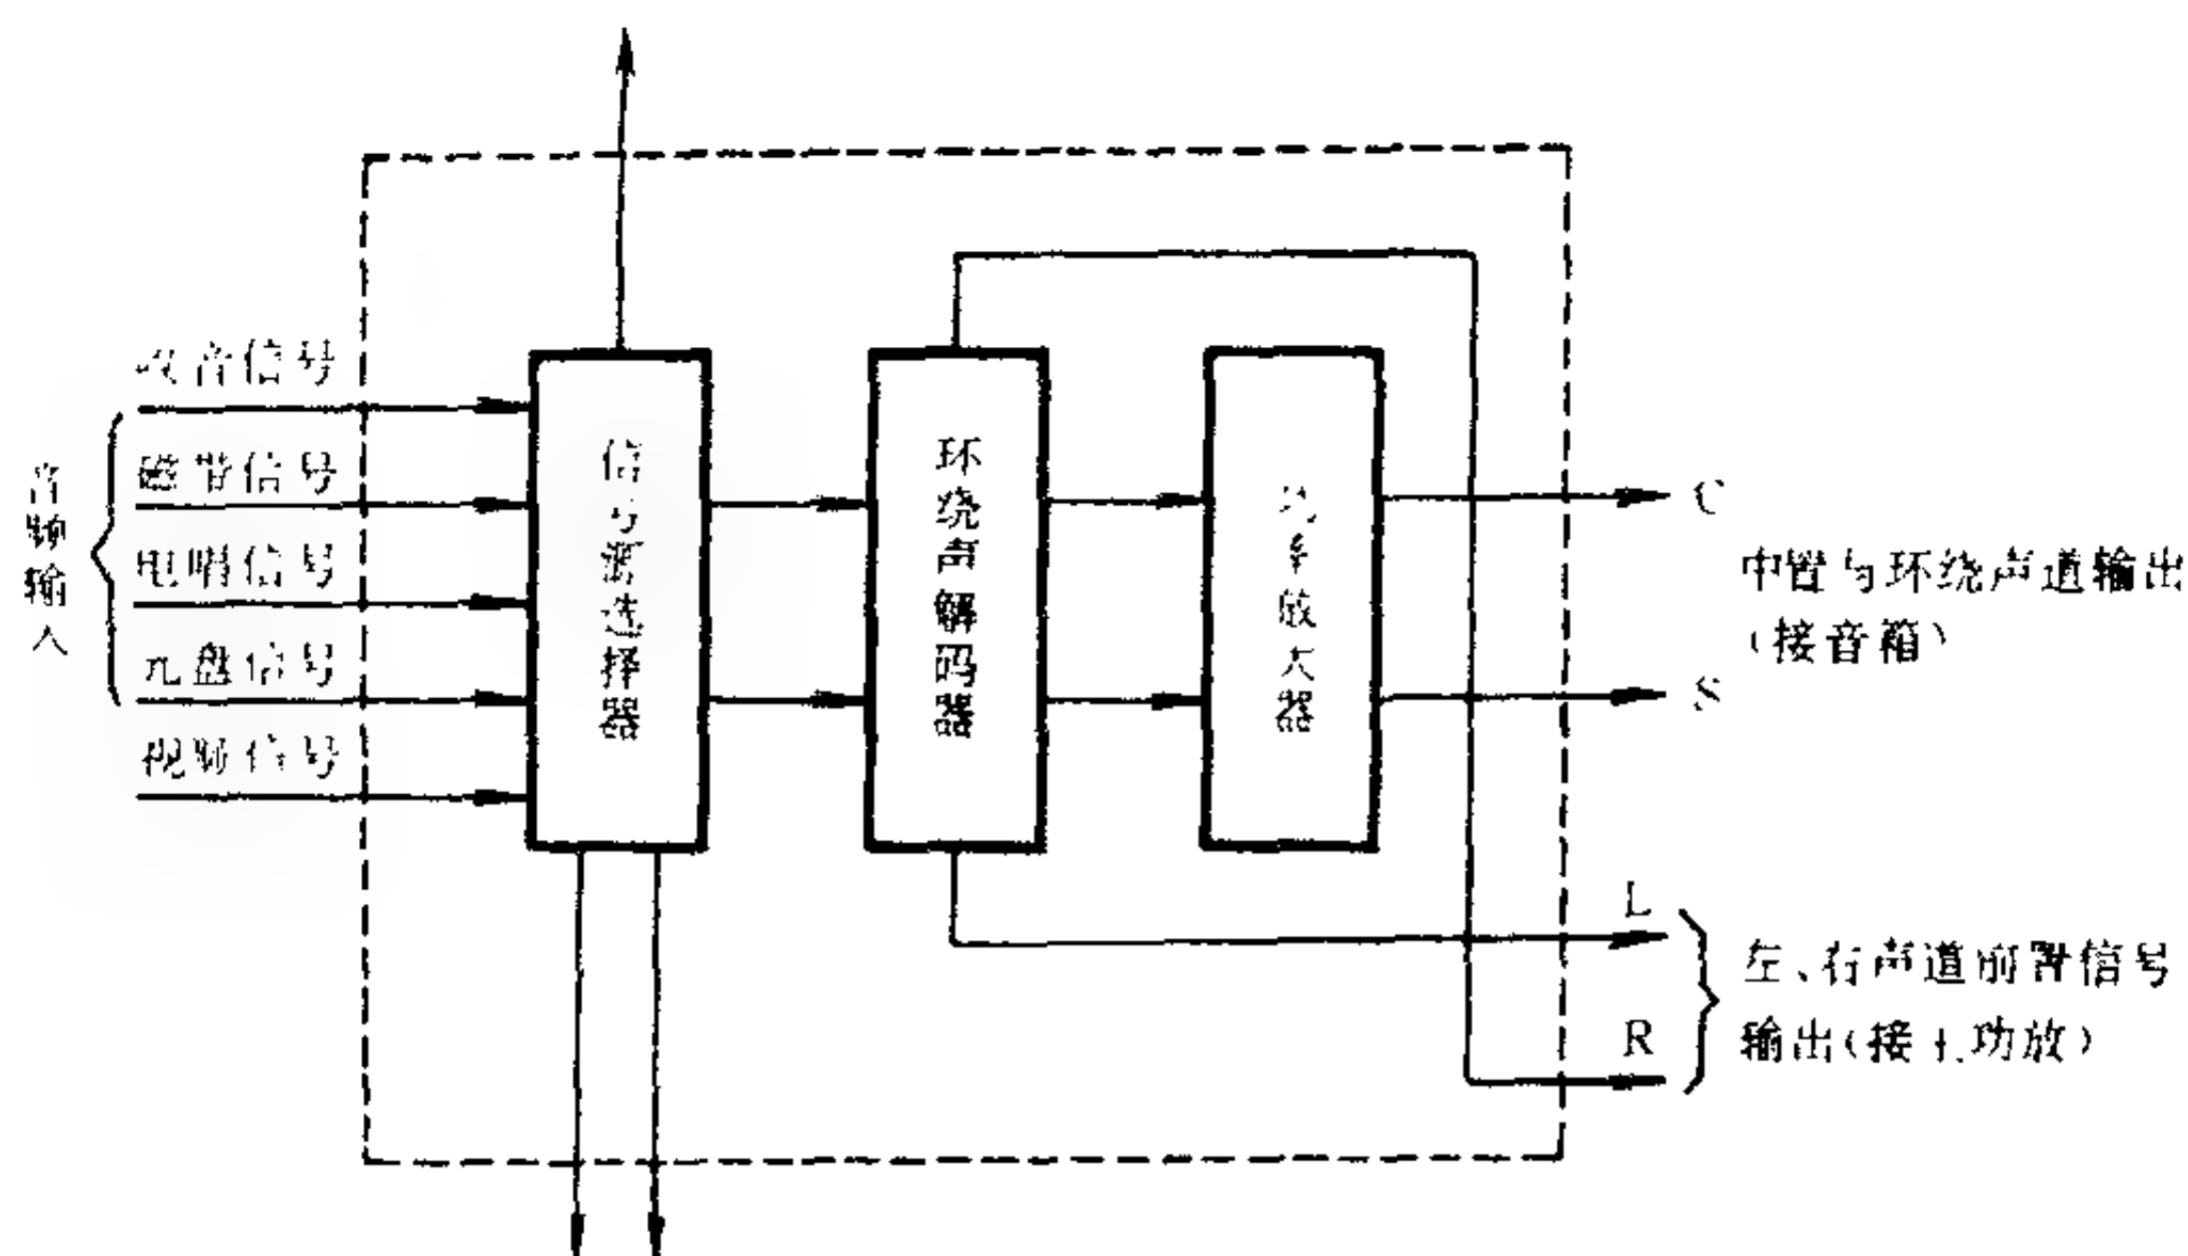 收音信号
磁带信号
电唱信号
光盘信号
视频信号
音频输入
信号源选择器
环绕声解码器
功率放大器
C
中置与环绕声道输出
(接音箱)
S
L
左、右声道前置信号
R
输出(接主功放)